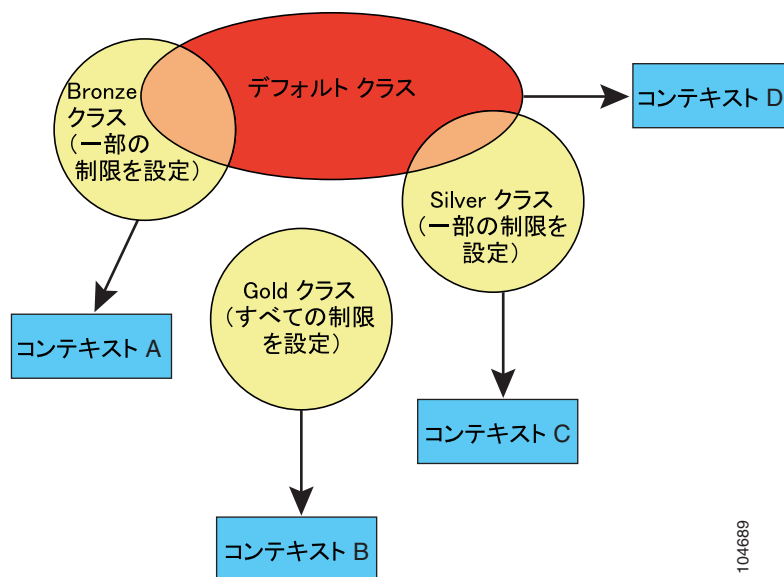 デフォルト クラス
Bronze
クラス
（一部の
制限を設定）
コンテキスト D
Silver クラス
（一部の制限を
設定）
Gold クラス
（すべての制限
を設定）
コンテキスト A
コンテキスト C
コンテキスト B
104689